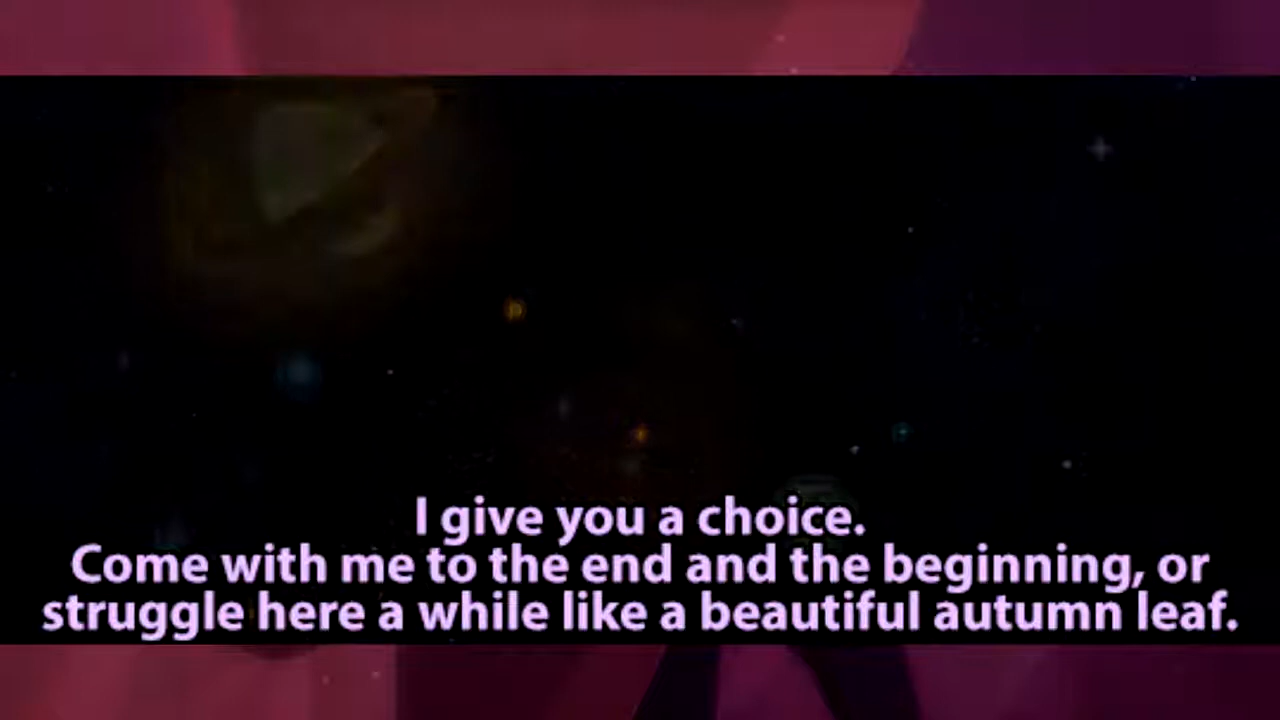 I give you a choice.
Come with me to the end and the beginning, or
struggle here a while like a beautiful autumn leaf.